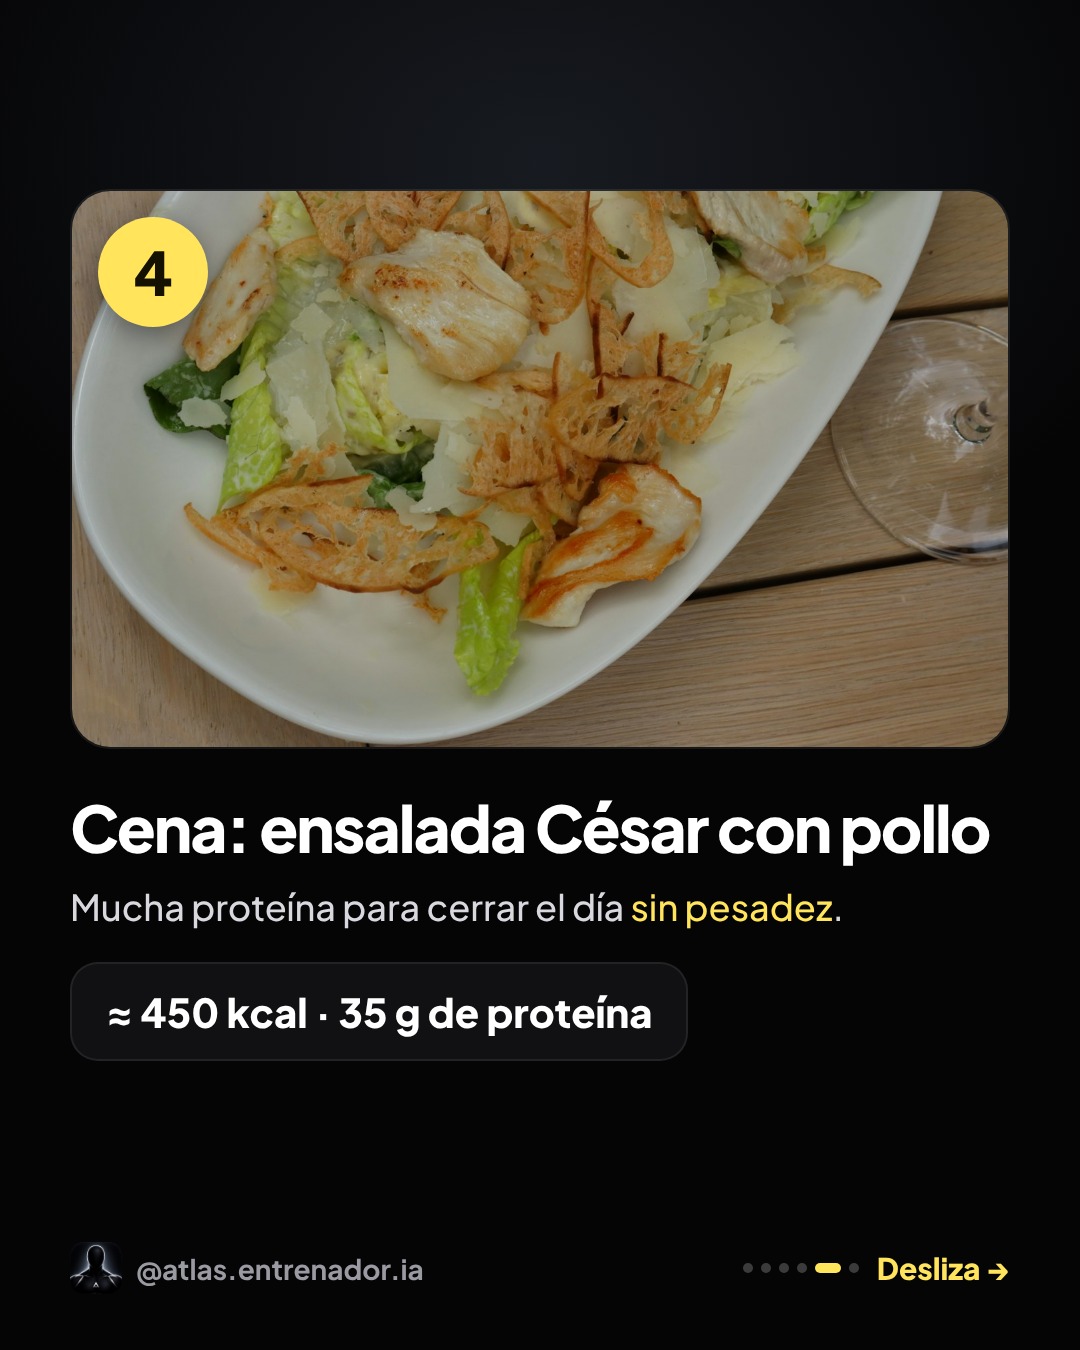 4
Cena: ensalada César con pollo
Mucha proteína para cerrar el día sin pesadez.
≈ 450 kcal · 35 g de proteína
@atlas.entrenador.ia
Desliza →